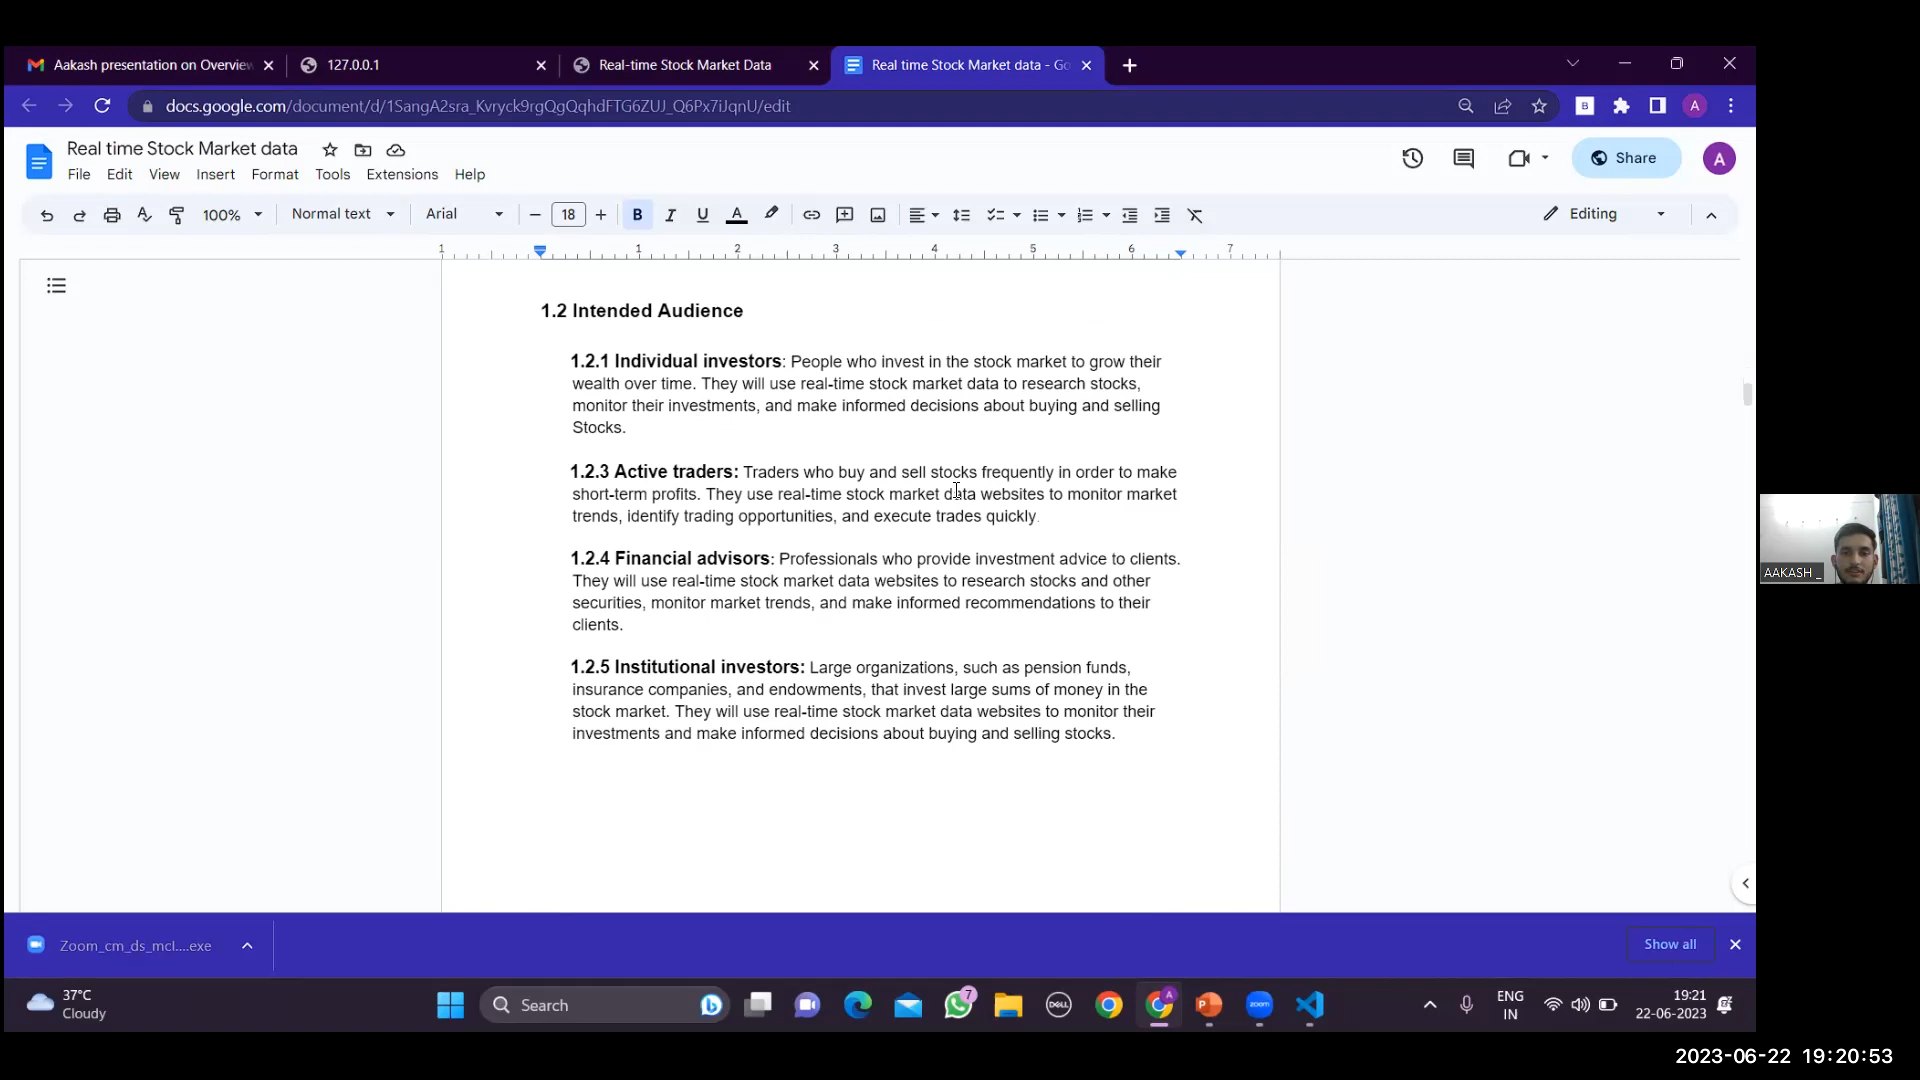 Aakash presentation on Overview
127.0.0.1
Real-time Stock Market Data
Real time Stock Market data - Go
docs.google.com/document/d/1SangA2sra_Kvryck9rgQgQqhdFTG6ZUJ_Q6Px7iJqnU/edit
B
A
Real time Stock Market data
File Edit View Insert Format Tools Extensions Help
Share
A
100% Normal text Arial 18 B I U A Editing
1 1 2 3 4 5 6 7
1.2 Intended Audience
1.2.1 Individual investors: People who invest in the stock market to grow their
wealth over time. They will use real-time stock market data to research stocks,
monitor their investments, and make informed decisions about buying and selling
Stocks.
1.2.3 Active traders: Traders who buy and sell stocks frequently in order to make
short-term profits. They use real-time stock market data websites to monitor market
trends, identify trading opportunities, and execute trades quickly.
1.2.4 Financial advisors: Professionals who provide investment advice to clients.
They will use real-time stock market data websites to research stocks and other
securities, monitor market trends, and make informed recommendations to their
clients.
1.2.5 Institutional investors: Large organizations, such as pension funds,
insurance companies, and endowments, that invest large sums of money in the
stock market. They will use real-time stock market data websites to monitor their
investments and make informed decisions about buying and selling stocks.
AAKASH _
Zoom_cm_ds_mcl....exe
Show all
37°C
Cloudy
Search
7
DELL
A
zoom
ENG
IN
19:21
22-06-2023
2023-06-22 19:20:53